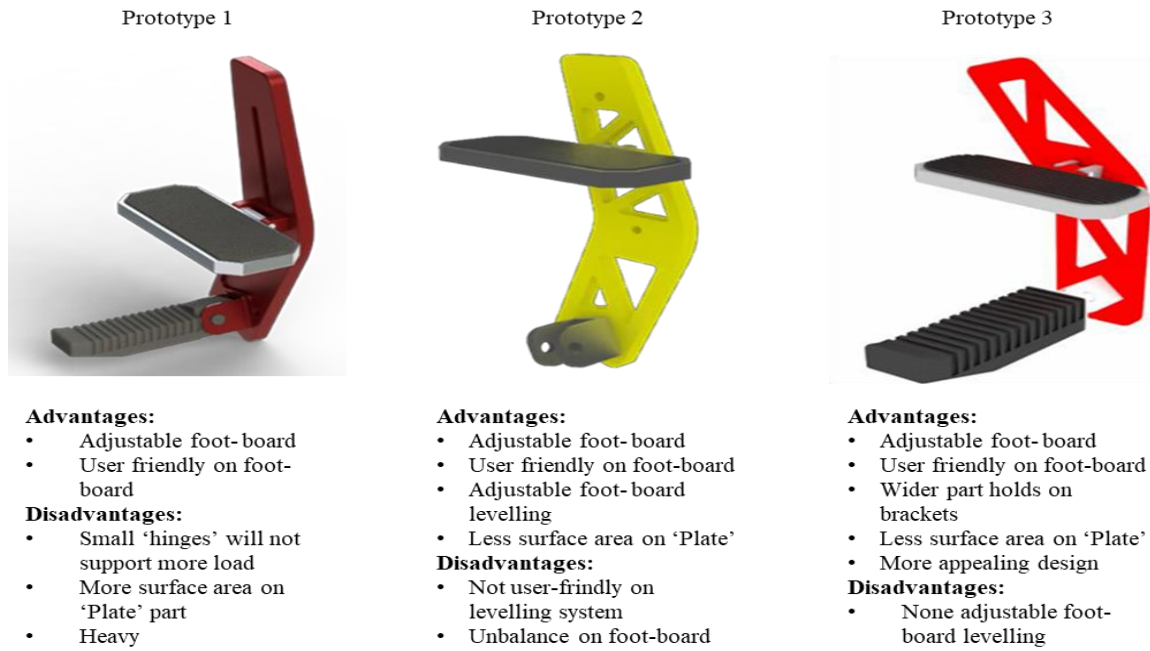 Prototype 1
Prototype 2
Prototype 3
Advantages:
• Adjustable foot- board
• User friendly on foot-
board
Disadvantages:
• Small ‘hinges’ will not
support more load
• More surface area on
‘Plate’ part
• Heavy
Advantages:
• Adjustable foot- board
• User friendly on foot-board
• Adjustable foot- board
levelling
• Less surface area on ‘Plate’
Disadvantages:
• Not user-frindly on
levelling system
• Unbalance on foot-board
Advantages:
• Adjustable foot- board
• User friendly on foot-board
• Wider part holds on
brackets
• Less surface area on ‘Plate’
• More appealing design
Disadvantages:
• None adjustable foot-
board levelling